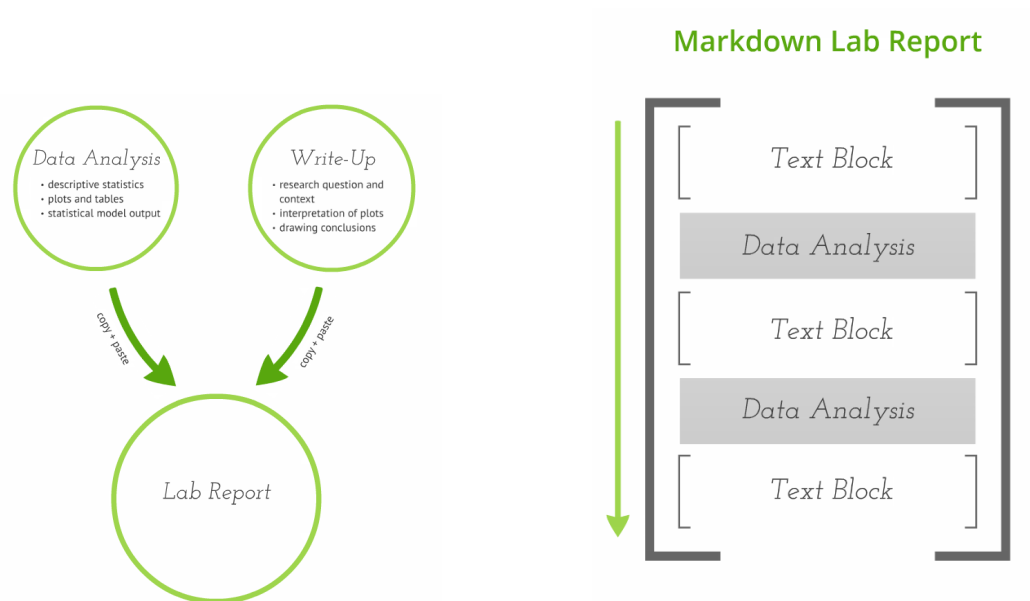 Markdown Lab Report
Data Analysis
• descriptive statistics
• plots and tables
• statistical model output
Write-Up
• research question and
context
• interpretation of plots
• drawing conclusions
copy + paste
copy + paste
Lab Report
Text Block
Data Analysis
Text Block
Data Analysis
Text Block